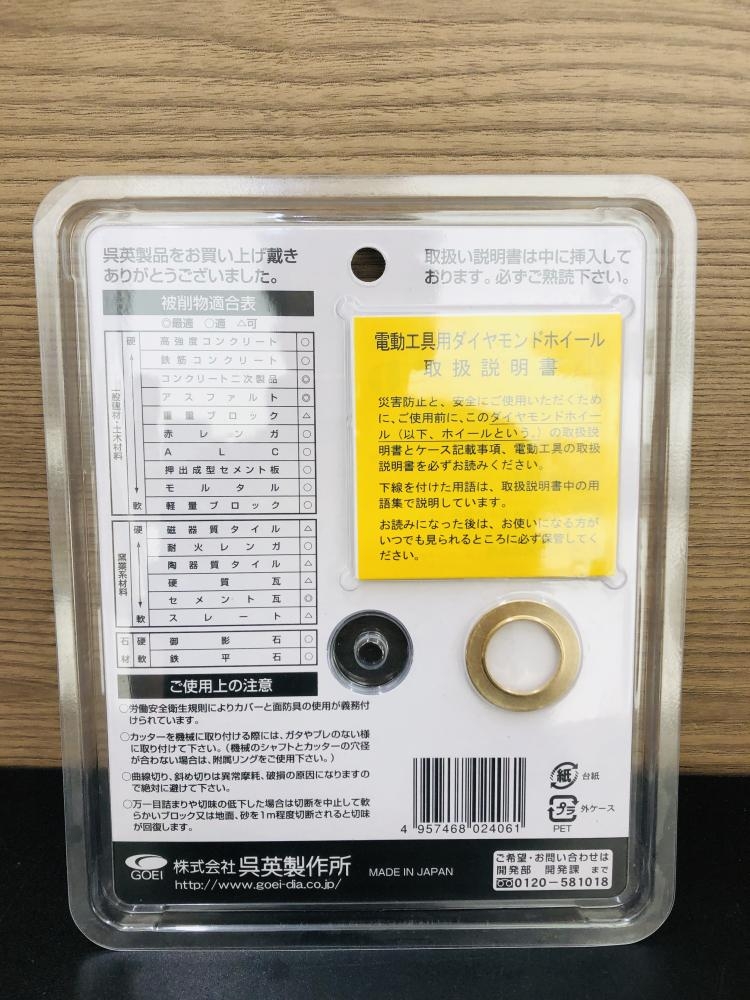 呉英製品をお買い上げ戴き
ありがとうございました。
取扱い説明書は中に挿入して
おります。必ずご熟読下さい。
被削物適合表
◎最適 ○適 △可
一般建材・土木材料
硬
軟
高強度コンクリート ○
鉄筋コンクリート ○
コンクリート二次製品 ◎
アスファルト ◎
重量ブロック △
赤レンガ ○
ALC ○
押出成型セメント板 ○
モルタル ○
軽量ブロック ○
窯業系材料
硬
軟
磁器質タイル △
耐火レンガ ○
陶器質タイル △
硬質瓦 △
セメント瓦 ◎
スレート △
石材
硬 御影石 ○
軟 鉄平石 ○
電動工具用ダイヤモンドホイール
取扱説明書
災害防止と、安全にご使用いただくため
に、ご使用前に、このダイヤモンドホイー
ル(以下、ホイールという。)の取扱説
明書とケース記載事項、電動工具の取扱
説明書を必ずお読みください。
下線を付けた用語は、取扱説明書中の用
語集で説明しています。
お読みになった後は、お使いになる方が
いつでも見られるところに必ず保管してく
ださい。
ご使用上の注意
○労働安全衛生規則によりカバーと面防具の使用が義務付
けられています。
○カッターを機械に取り付ける際には、ガタやブレのない様
に取り付けて下さい。(機械のシャフトとカッターの穴径
が合わない場合は、附属リングをご使用下さい。)
○曲線切り、斜め切りは異常摩耗、破損の原因になりますの
で絶対に避けて下さい。
○万一目詰まりや切味の低下した場合は切断を中止して軟
らかいブロック又は地面、砂を1m程度切断されると切味
が回復します。
4 957468 024061
紙 台紙
プラ 外ケース
PET
GOEI 株式会社 呉英製作所
http://www.goei-dia.co.jp/
MADE IN JAPAN
ご希望・お問い合わせは
開発部 開発課 まで
0120-581018